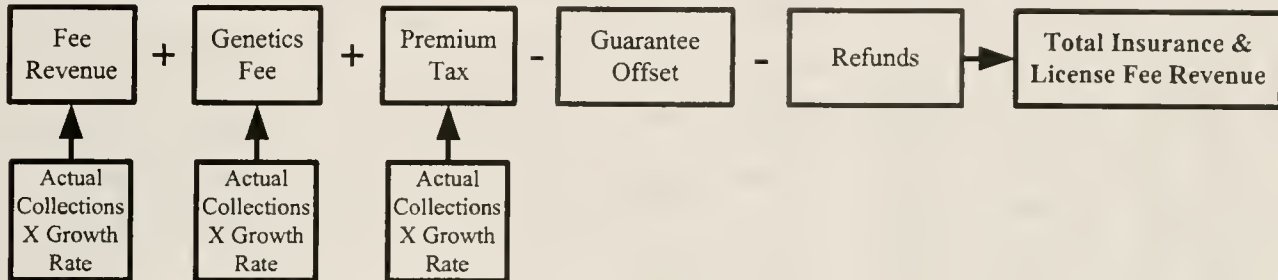 Fee
Revenue
+
Genetics
Fee
+
Premium
Tax
-
Guarantee
Offset
-
Refunds
Total Insurance &
License Fee Revenue
Actual
Collections
X Growth
Rate
Actual
Collections
X Growth
Rate
Actual
Collections
X Growth
Rate